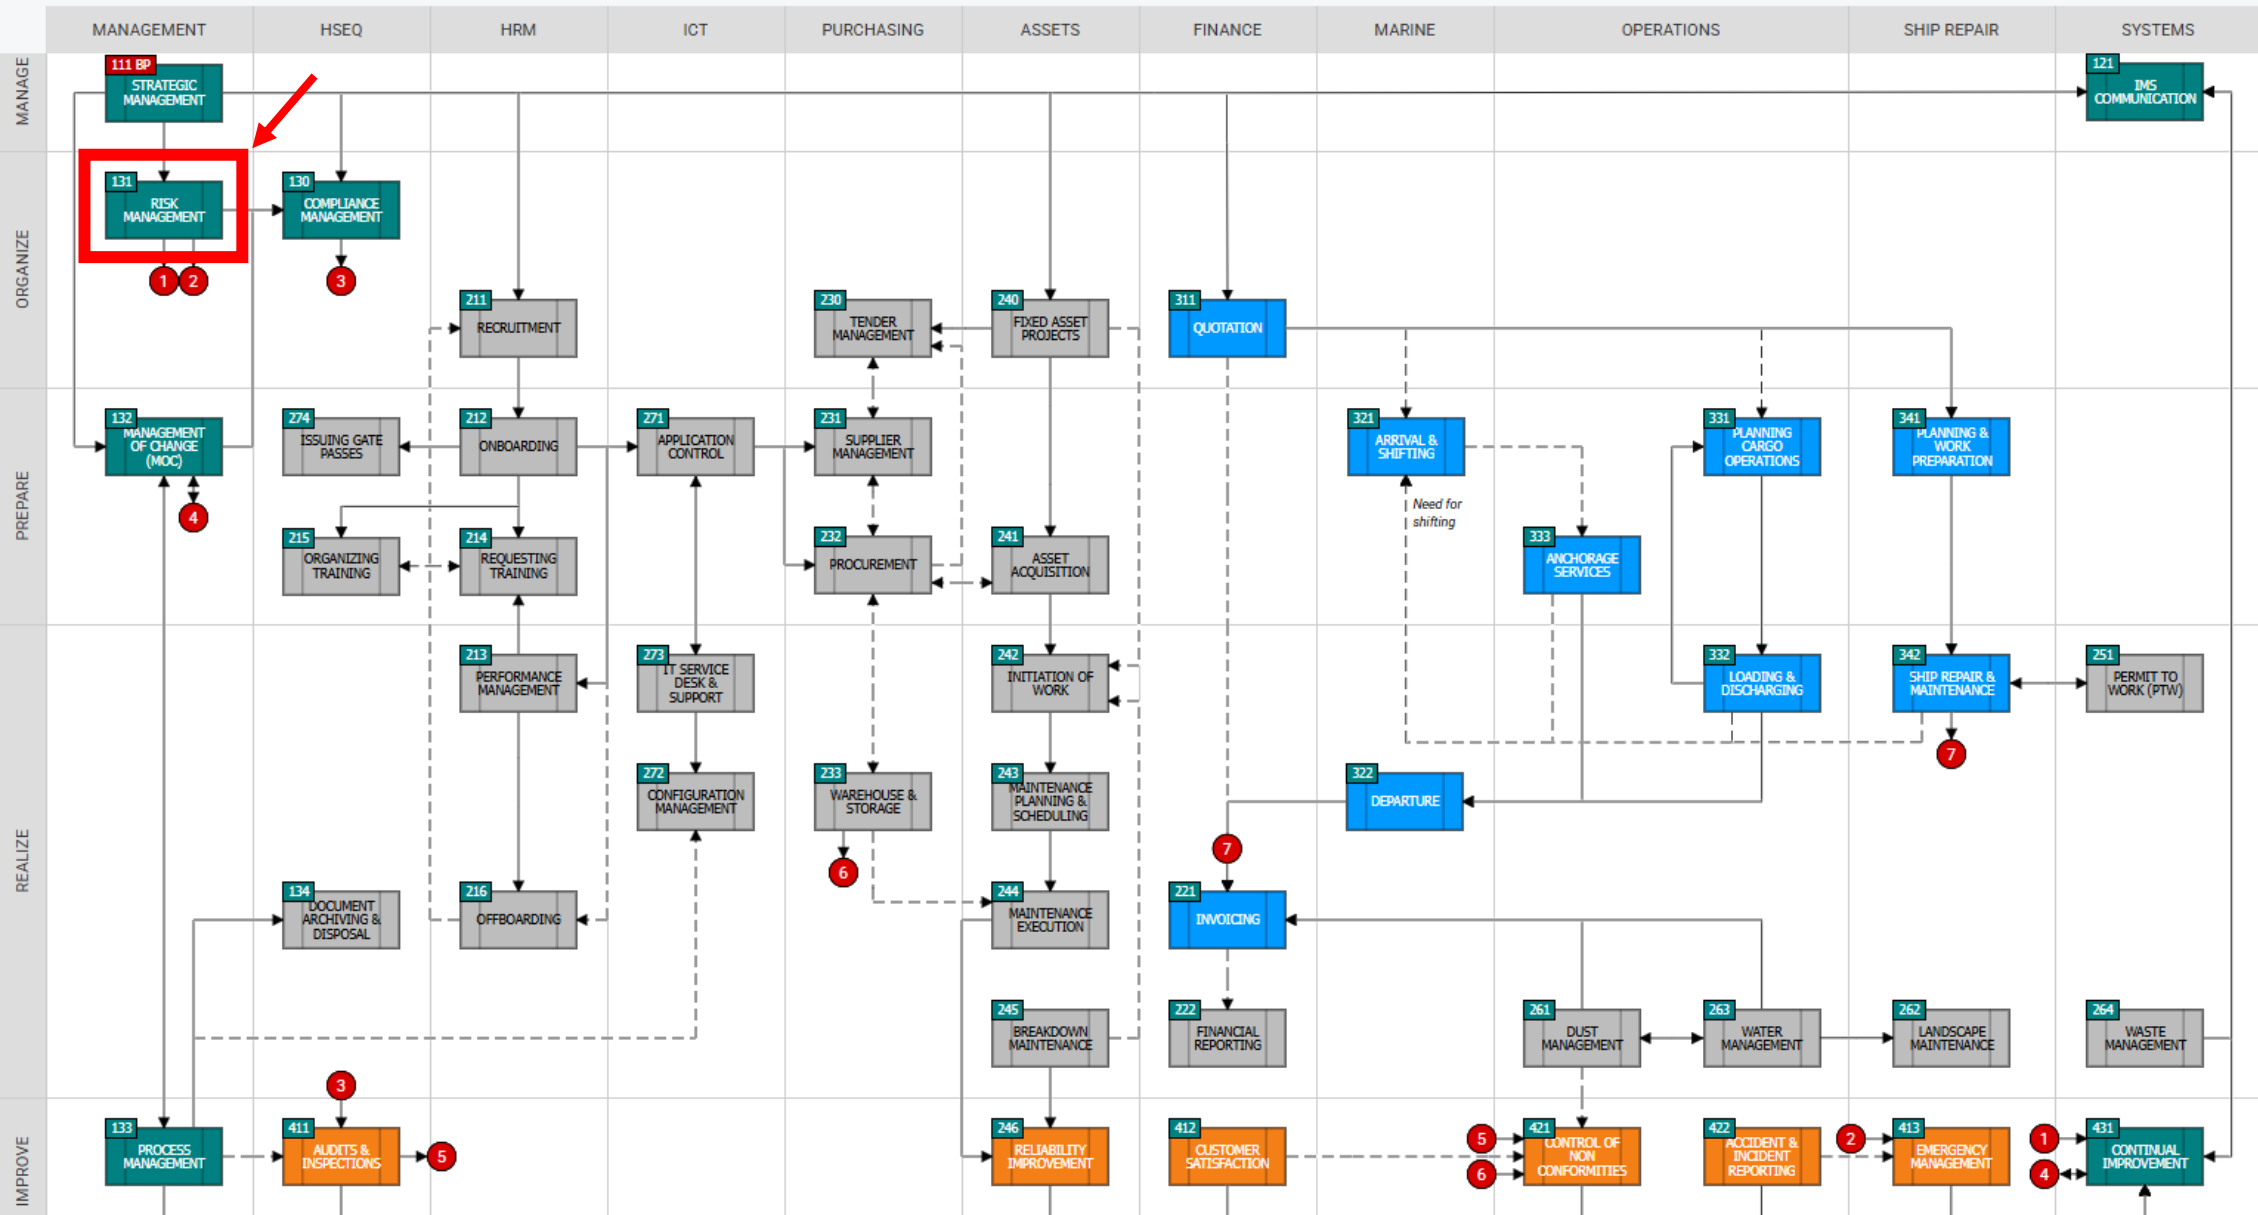 MANAGEMENT HSEQ HRM ICT PURCHASING ASSETS FINANCE MARINE OPERATIONS SHIP REPAIR SYSTEMS
MANAGE
111 BP
STRATEGIC
MANAGEMENT
121
IMS
COMMUNICATION
ORGANIZE
131
RISK
MANAGEMENT
130
COMPLIANCE
MANAGEMENT
1
2
3
211
RECRUITMENT
230
TENDER
MANAGEMENT
240
FIXED ASSET
PROJECTS
311
QUOTATION
PREPARE
132
MANAGEMENT
OF CHANGE
(MOC)
4
274
ISSUING GATE
PASSES
212
ONBOARDING
271
APPLICATION
CONTROL
231
SUPPLIER
MANAGEMENT
321
ARRIVAL &
SHIFTING
Need for
shifting
331
PLANNING
CARGO
OPERATIONS
341
PLANNING &
WORK
PREPARATION
215
ORGANIZING
TRAINING
214
REQUESTING
TRAINING
232
PROCUREMENT
241
ASSET
ACQUISITION
333
ANCHORAGE
SERVICES
REALIZE
213
PERFORMANCE
MANAGEMENT
273
IT SERVICE
DESK &
SUPPORT
242
INITIATION OF
WORK
332
LOADING &
DISCHARGING
342
SHIP REPAIR &
MAINTENANCE
7
251
PERMIT TO
WORK (PTW)
272
CONFIGURATION
MANAGEMENT
233
WAREHOUSE &
STORAGE
6
243
MAINTENANCE
PLANNING &
SCHEDULING
322
DEPARTURE
7
134
DOCUMENT
ARCHIVING &
DISPOSAL
216
OFFBOARDING
244
MAINTENANCE
EXECUTION
221
INVOICING
245
BREAKDOWN
MAINTENANCE
222
FINANCIAL
REPORTING
261
DUST
MANAGEMENT
263
WATER
MANAGEMENT
262
LANDSCAPE
MAINTENANCE
264
WASTE
MANAGEMENT
IMPROVE
133
PROCESS
MANAGEMENT
3
411
AUDITS &
INSPECTIONS
5
246
RELIABILITY
IMPROVEMENT
412
CUSTOMER
SATISFACTION
5
6
421
CONTROL OF
NON
CONFORMITIES
422
ACCIDENT &
INCIDENT
REPORTING
2
413
EMERGENCY
MANAGEMENT
1
4
431
CONTINUAL
IMPROVEMENT